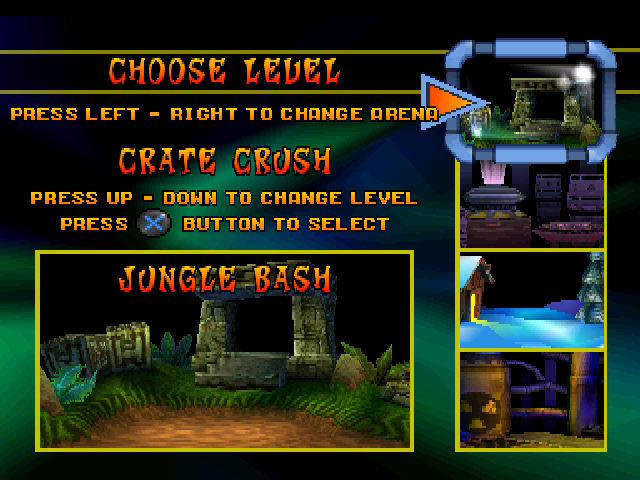 CHOOSE LEVEL
PRESS LEFT - RIGHT TO CHANGE ARENA
CRATE CRUSH
PRESS UP - DOWN TO CHANGE LEVEL
PRESS X BUTTON TO SELECT
JUNGLE BASH